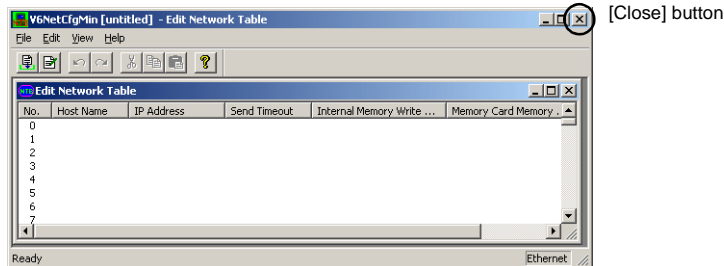 V6NetCfgMin [untitled] - Edit Network Table
[Close] button
File Edit View Help
NTB Edit Network Table
No. Host Name IP Address Send Timeout Internal Memory Write ... Memory Card Memory .
0
1
2
3
4
5
6
7
Ready Ethernet